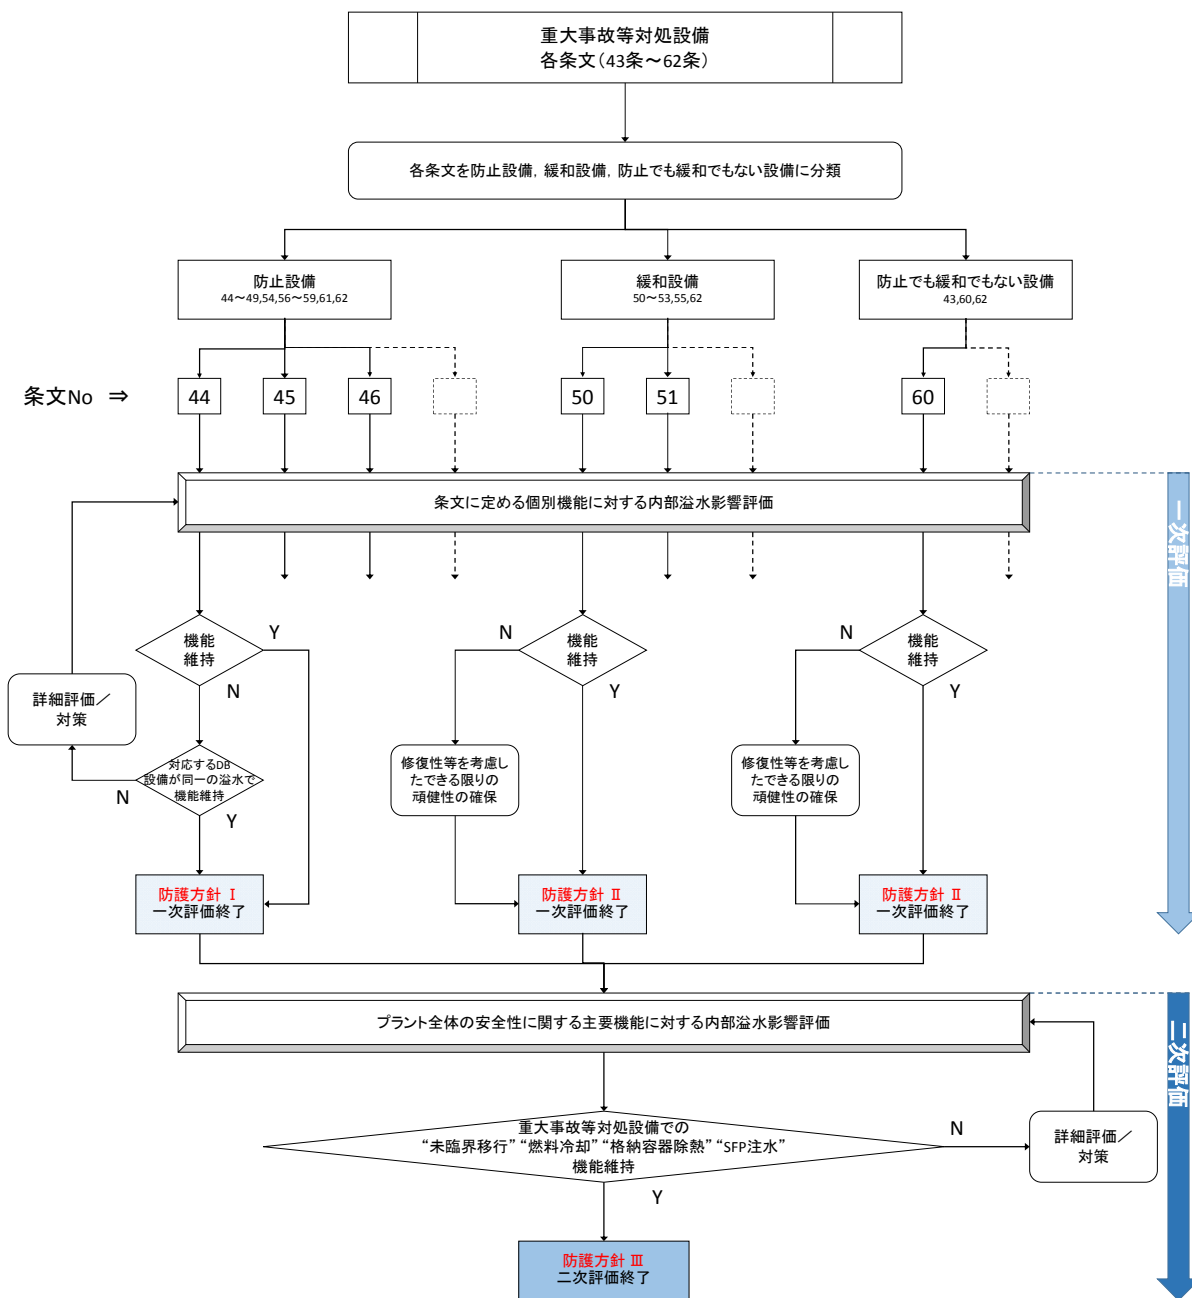 重大事故等対処設備
各条文(43条～62条)
各条文を防止設備，緩和設備，防止でも緩和でもない設備に分類
防止設備
44～49,54,56～59,61,62
緩和設備
50～53,55,62
防止でも緩和でもない設備
43,60,62
条文No ⇒
44
45
46
50
51
60
条文に定める個別機能に対する内部溢水影響評価
一次評価
機能
維持
Y
N
機能
維持
N
Y
機能
維持
N
Y
詳細評価／
対策
対応するDB
設備が同一の溢水で
機能維持
N
Y
修復性等を考慮し
たできる限りの
頑健性の確保
修復性等を考慮し
たできる限りの
頑健性の確保
防護方針 Ⅰ
一次評価終了
防護方針 Ⅱ
一次評価終了
防護方針 Ⅱ
一次評価終了
プラント全体の安全性に関する主要機能に対する内部溢水影響評価
二次評価
重大事故等対処設備での
“未臨界移行” “燃料冷却” “格納容器除熱” “SFP注水”
機能維持
N
Y
詳細評価／
対策
防護方針 Ⅲ
二次評価終了